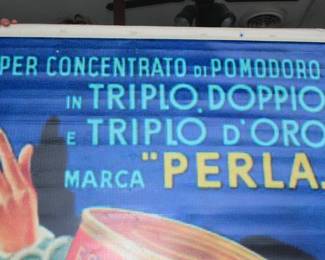 PER CONCENTRATO DI POMODORO
IN TRIPLO, DOPPIO
E TRIPLO D'ORO
MARCA "PERLA